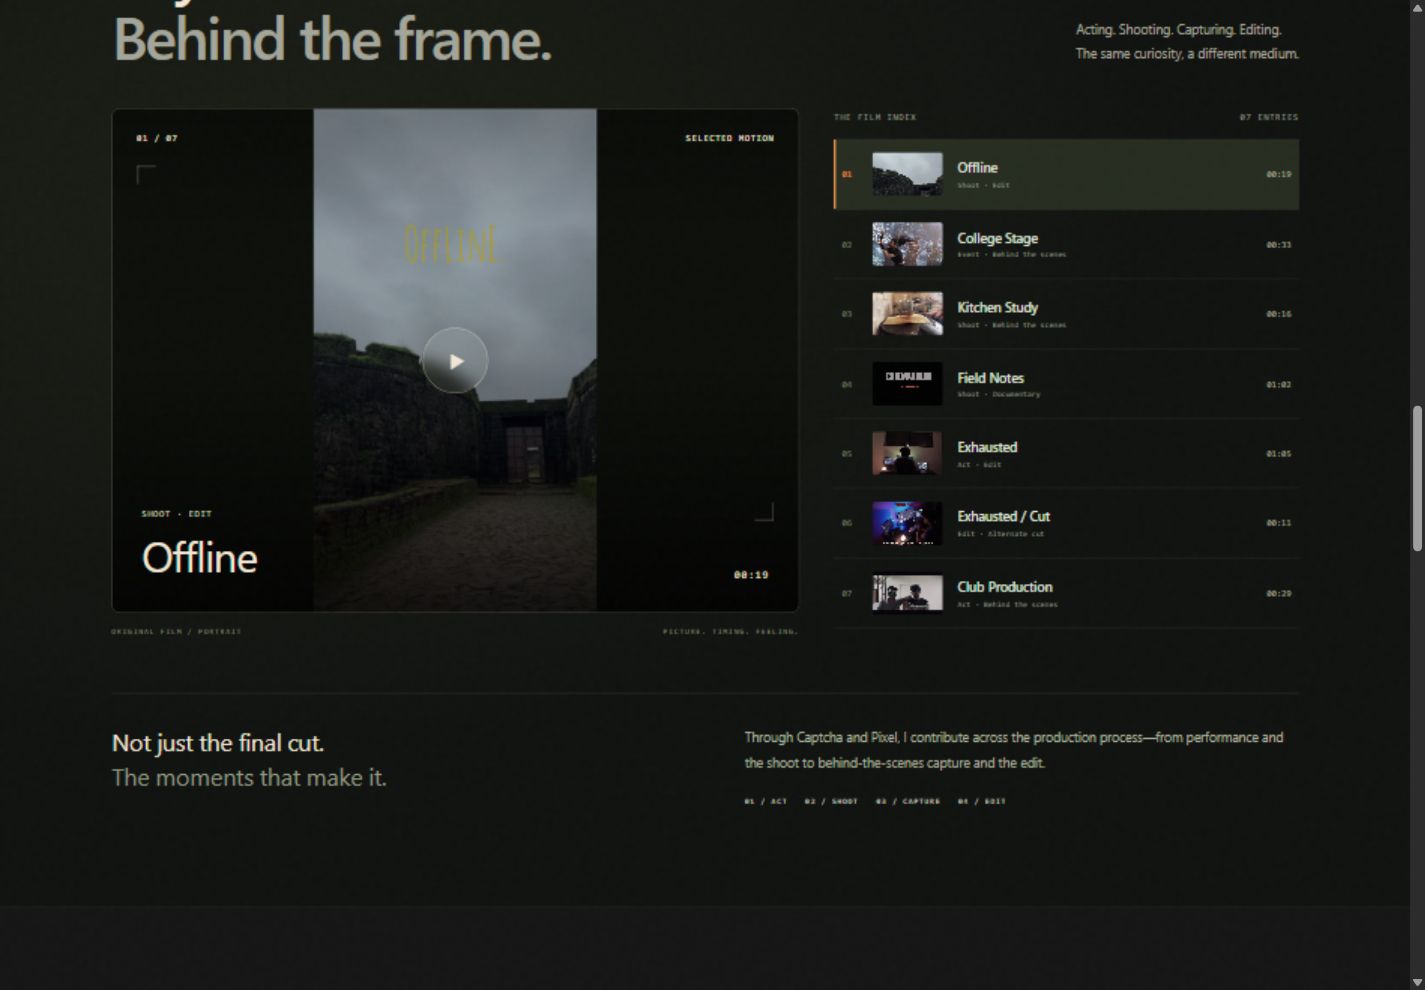 Behind the frame.
Acting. Shooting. Capturing. Editing.
The same curiosity, a different medium.
01 / 07
SELECTED MOTION
OFFLINE
SHOOT · EDIT
Offline
00:19
ORIGINAL FILM / PORTRAIT
PICTURE. TIMING. FEELING.
THE FILM INDEX
07 ENTRIES
01
Offline
Shoot · Edit
00:19
02
College Stage
Event · Behind the scenes
00:33
03
Kitchen Study
Shoot · Behind the scenes
00:16
04
Field Notes
Shoot · Documentary
01:02
05
Exhausted
Act · Edit
01:05
06
Exhausted / Cut
Edit · Alternate cut
00:11
07
Club Production
Act · Behind the scenes
00:29
Not just the final cut.
The moments that make it.
Through Captcha and Pixel, I contribute across the production process—from performance and
the shoot to behind-the-scenes capture and the edit.
01 / ACT 02 / SHOOT 03 / CAPTURE 04 / EDIT